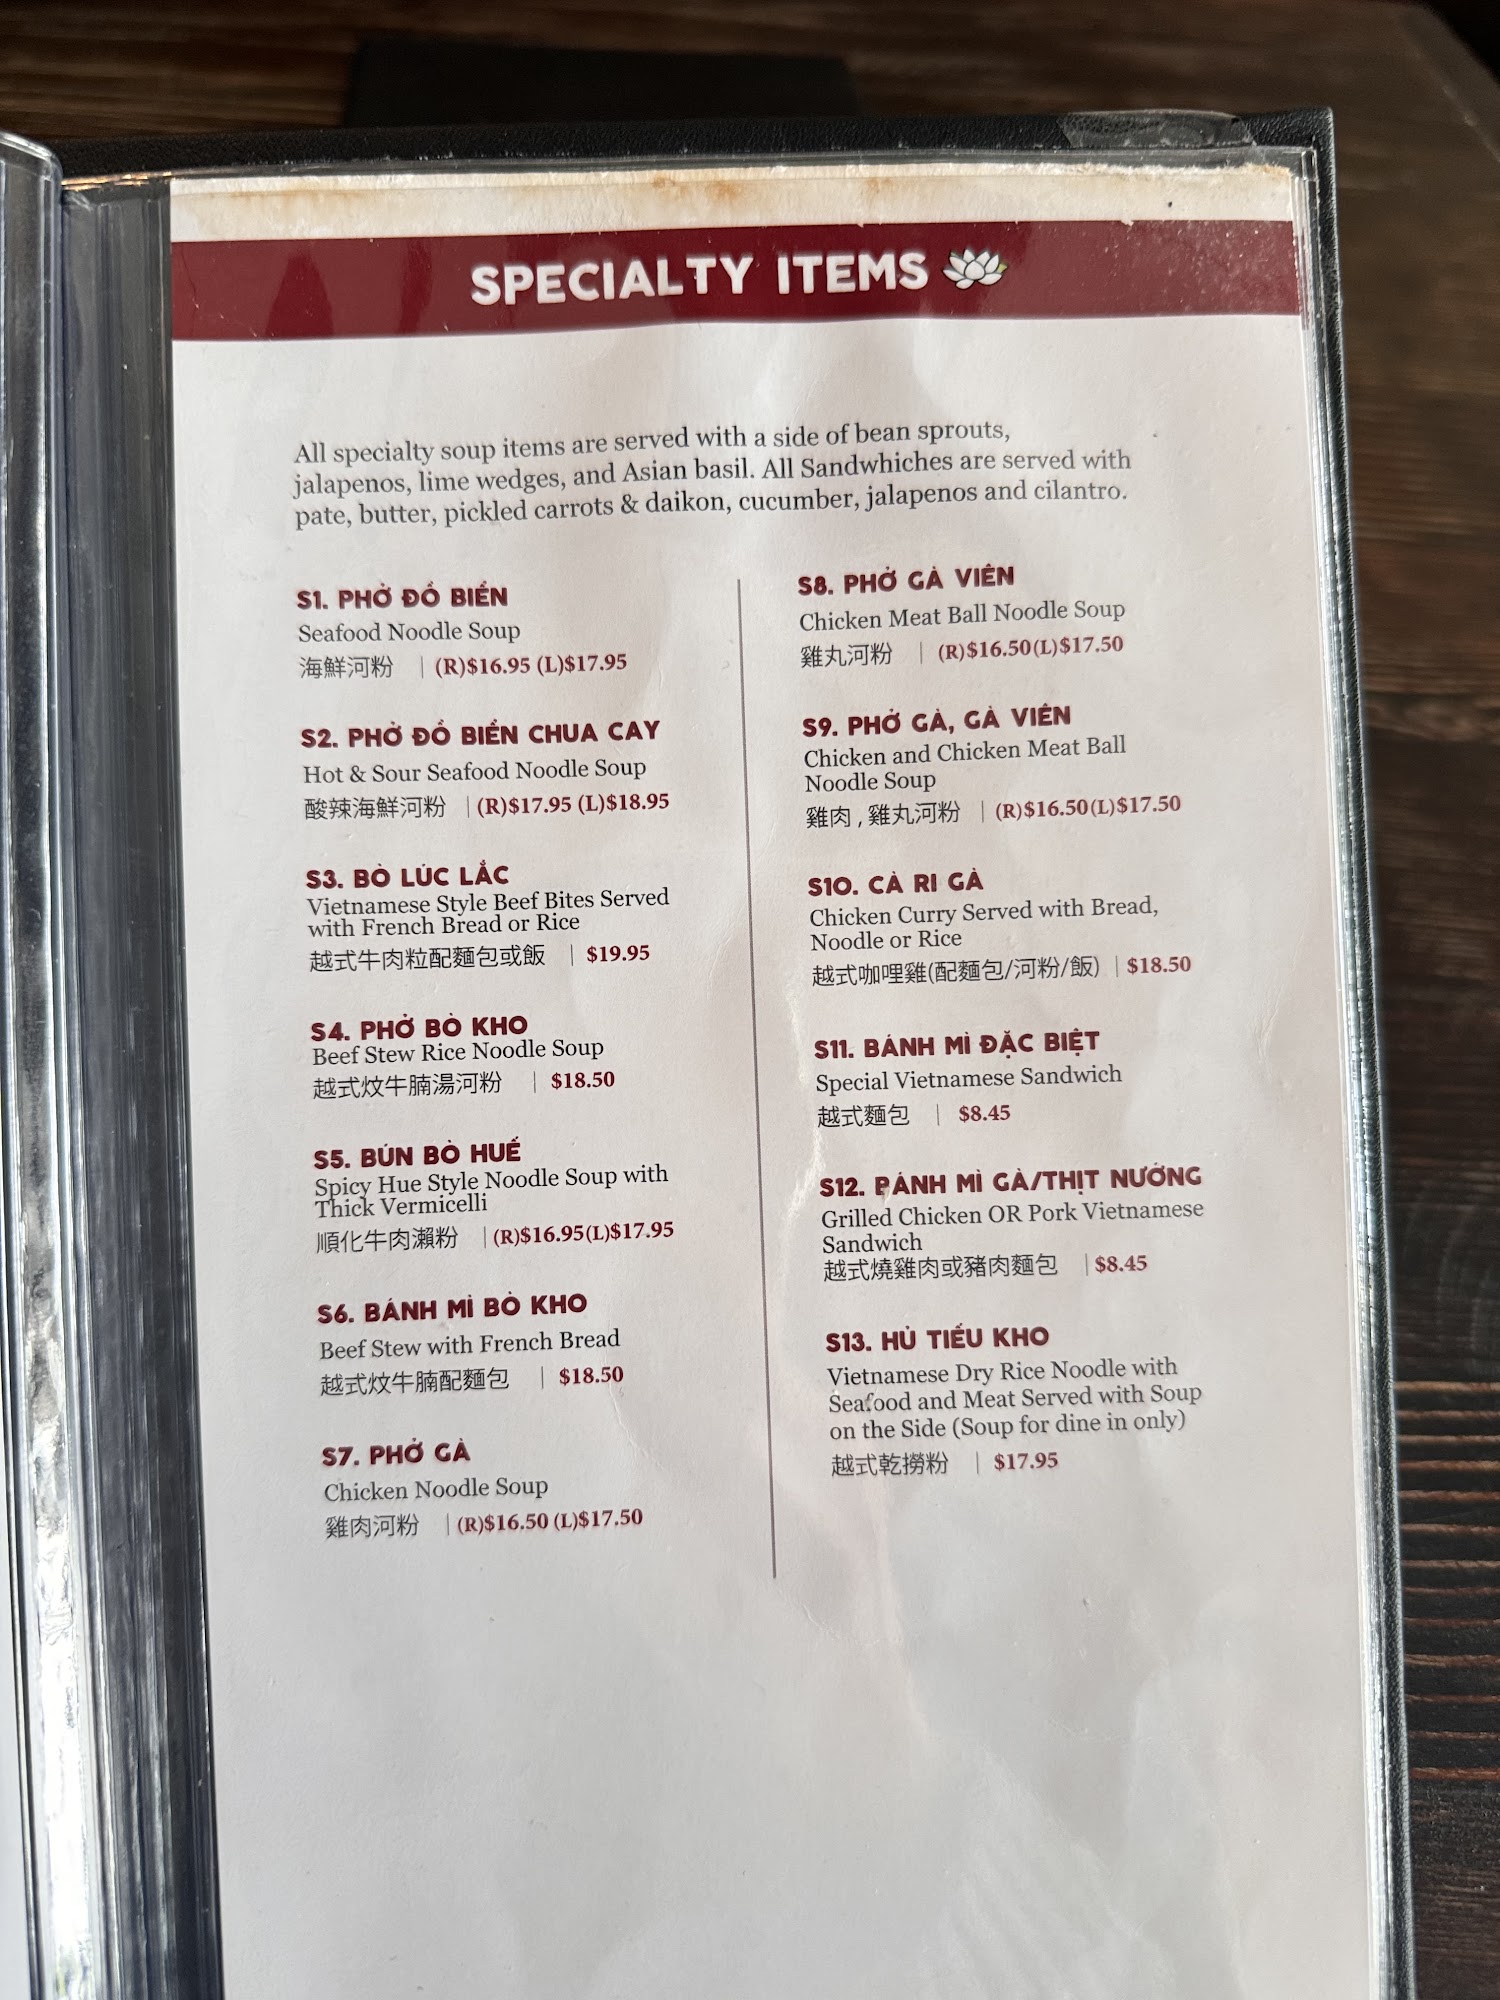 SPECIALTY ITEMS
All specialty soup items are served with a side of bean sprouts,
jalapenos, lime wedges, and Asian basil. All Sandwhiches are served with
pate, butter, pickled carrots & daikon, cucumber, jalapenos and cilantro.
S1. PHỞ ĐỒ BIỂN
Seafood Noodle Soup
海鮮河粉 | (R)$16.95 (L)$17.95
S2. PHỞ ĐỒ BIỂN CHUA CAY
Hot & Sour Seafood Noodle Soup
酸辣海鮮河粉 | (R)$17.95 (L)$18.95
S3. BÒ LÚC LẮC
Vietnamese Style Beef Bites Served
with French Bread or Rice
越式牛肉粒配麵包或飯 | $19.95
S4. PHỞ BÒ KHO
Beef Stew Rice Noodle Soup
越式炆牛腩湯河粉 | $18.50
S5. BÚN BÒ HUẾ
Spicy Hue Style Noodle Soup with
Thick Vermicelli
順化牛肉瀨粉 | (R)$16.95(L)$17.95
S6. BÁNH MÌ BÒ KHO
Beef Stew with French Bread
越式炆牛腩配麵包 | $18.50
S7. PHỞ GÀ
Chicken Noodle Soup
雞肉河粉 | (R)$16.50 (L)$17.50
S8. PHỞ GÀ VIÊN
Chicken Meat Ball Noodle Soup
雞丸河粉 | (R)$16.50(L)$17.50
S9. PHỞ GÀ, GÀ VIÊN
Chicken and Chicken Meat Ball
Noodle Soup
雞肉 , 雞丸河粉 | (R)$16.50(L)$17.50
S10. CÀ RI GÀ
Chicken Curry Served with Bread,
Noodle or Rice
越式咖哩雞(配麵包/河粉/飯) | $18.50
S11. BÁNH MÌ ĐẶC BIỆT
Special Vietnamese Sandwich
越式麵包 | $8.45
S12. BÁNH MÌ GÀ/THỊT NƯỚNG
Grilled Chicken OR Pork Vietnamese
Sandwich
越式燒雞肉或豬肉麵包 | $8.45
S13. HỦ TIẾU KHO
Vietnamese Dry Rice Noodle with
Seafood and Meat Served with Soup
on the Side (Soup for dine in only)
越式乾撈粉 | $17.95